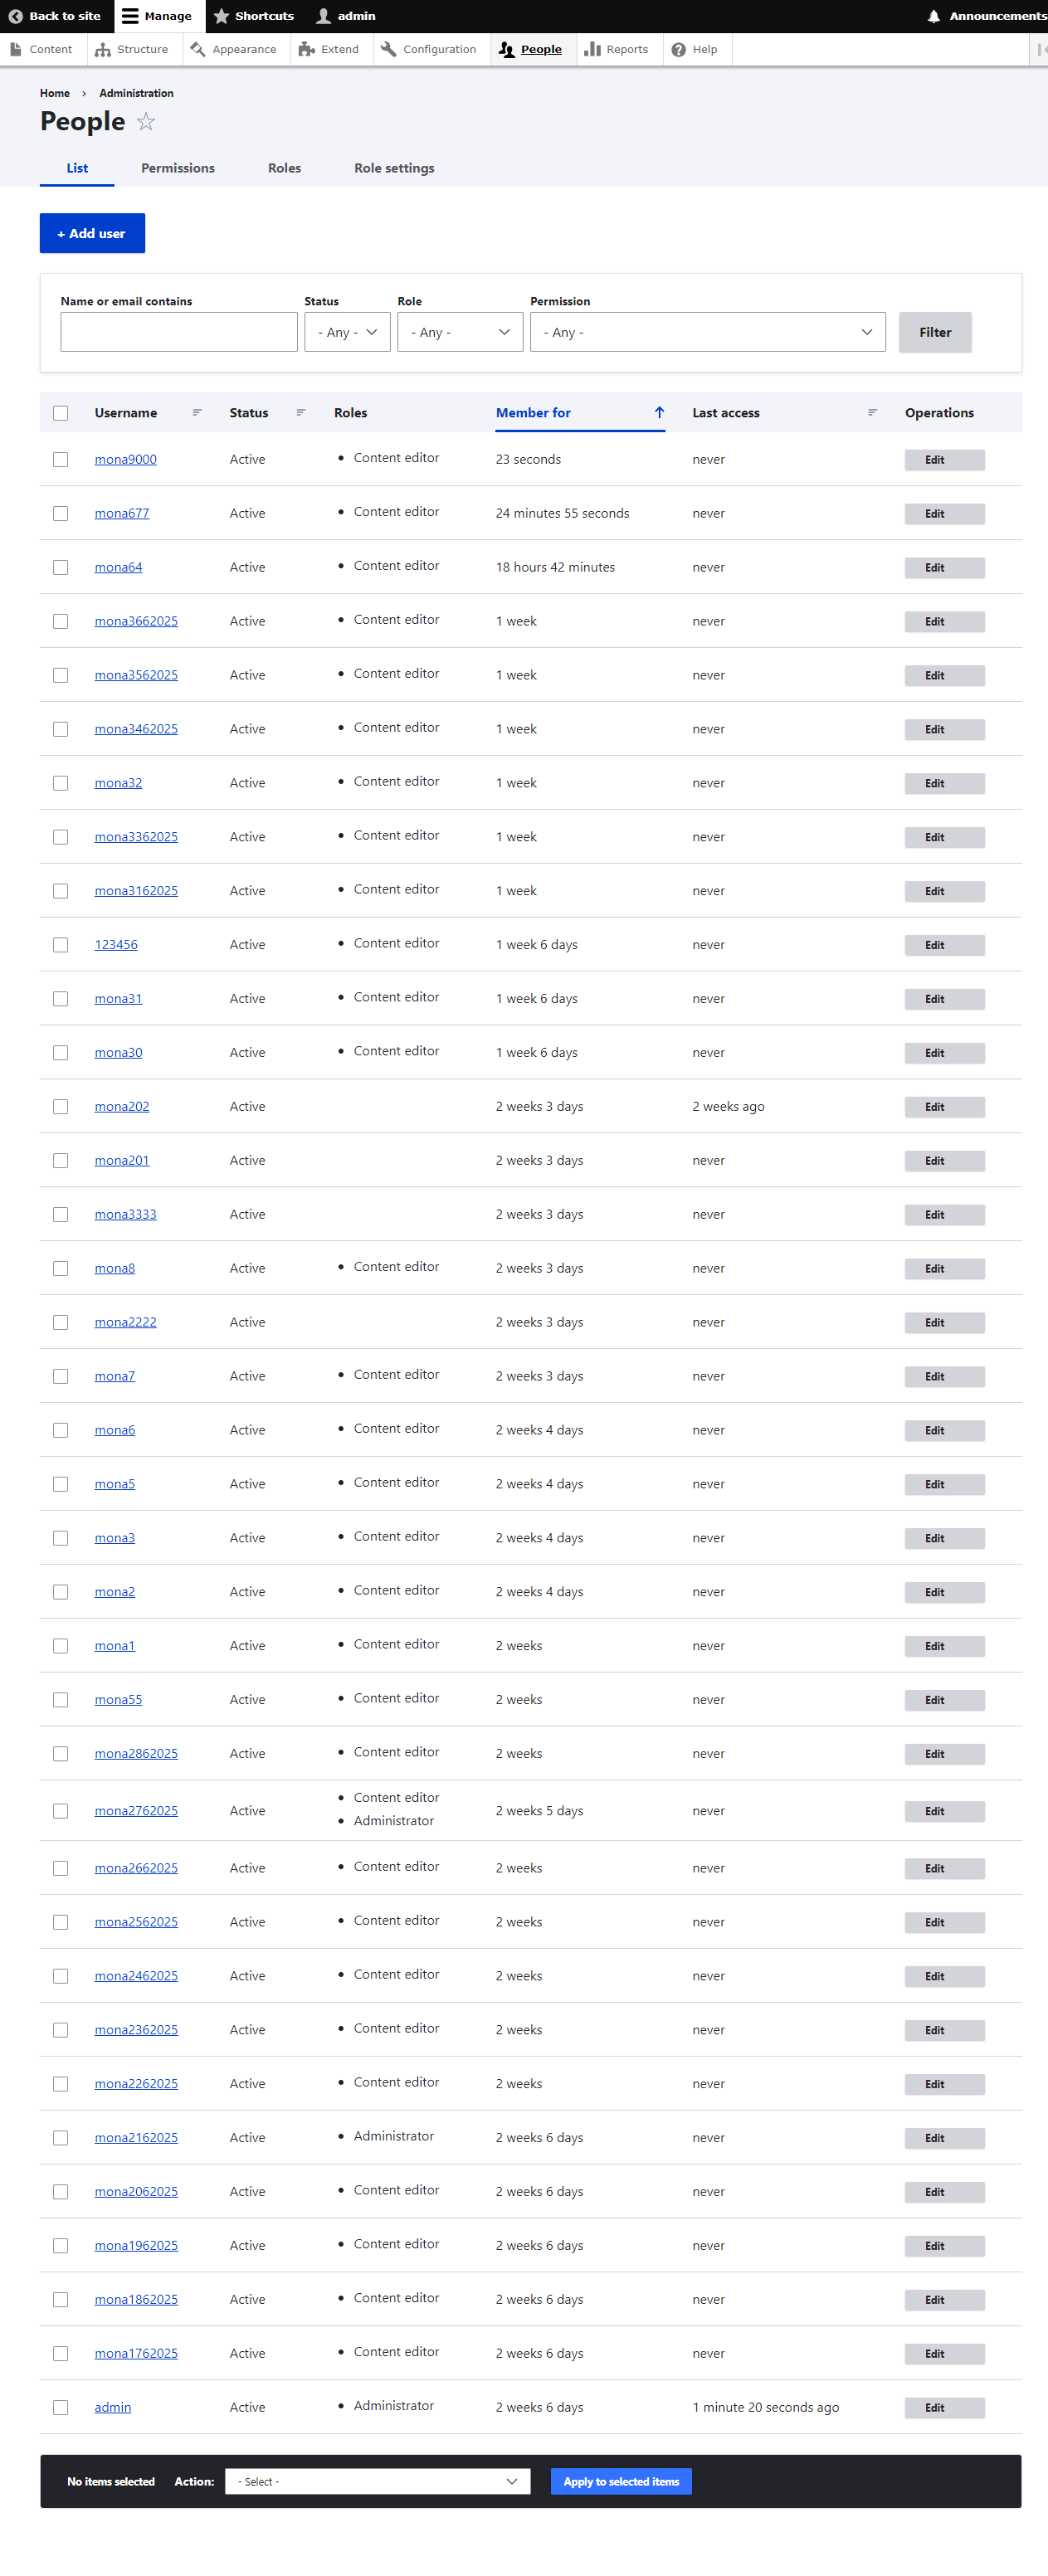 Back to site Manage Shortcuts admin Announcements
Content Structure Appearance Extend Configuration People Reports Help
Home › Administration
People
List Permissions Roles Role settings
+ Add user
Name or email contains Status Role Permission
- Any - - Any - - Any - Filter
Username Status Roles Member for Last access Operations
mona9000 Active • Content editor 23 seconds never Edit
mona677 Active • Content editor 24 minutes 55 seconds never Edit
mona64 Active • Content editor 18 hours 42 minutes never Edit
mona3662025 Active • Content editor 1 week never Edit
mona3562025 Active • Content editor 1 week never Edit
mona3462025 Active • Content editor 1 week never Edit
mona32 Active • Content editor 1 week never Edit
mona3362025 Active • Content editor 1 week never Edit
mona3162025 Active • Content editor 1 week never Edit
123456 Active • Content editor 1 week 6 days never Edit
mona31 Active • Content editor 1 week 6 days never Edit
mona30 Active • Content editor 1 week 6 days never Edit
mona202 Active 2 weeks 3 days 2 weeks ago Edit
mona201 Active 2 weeks 3 days never Edit
mona3333 Active 2 weeks 3 days never Edit
mona8 Active • Content editor 2 weeks 3 days never Edit
mona2222 Active 2 weeks 3 days never Edit
mona7 Active • Content editor 2 weeks 3 days never Edit
mona6 Active • Content editor 2 weeks 4 days never Edit
mona5 Active • Content editor 2 weeks 4 days never Edit
mona3 Active • Content editor 2 weeks 4 days never Edit
mona2 Active • Content editor 2 weeks 4 days never Edit
mona1 Active • Content editor 2 weeks never Edit
mona55 Active • Content editor 2 weeks never Edit
mona2862025 Active • Content editor 2 weeks never Edit
mona2762025 Active • Content editor • Administrator 2 weeks 5 days never Edit
mona2662025 Active • Content editor 2 weeks never Edit
mona2562025 Active • Content editor 2 weeks never Edit
mona2462025 Active • Content editor 2 weeks never Edit
mona2362025 Active • Content editor 2 weeks never Edit
mona2262025 Active • Content editor 2 weeks never Edit
mona2162025 Active • Administrator 2 weeks 6 days never Edit
mona2062025 Active • Content editor 2 weeks 6 days never Edit
mona1962025 Active • Content editor 2 weeks 6 days never Edit
mona1862025 Active • Content editor 2 weeks 6 days never Edit
mona1762025 Active • Content editor 2 weeks 6 days never Edit
admin Active • Administrator 2 weeks 6 days 1 minute 20 seconds ago Edit
No items selected Action: - Select - Apply to selected items